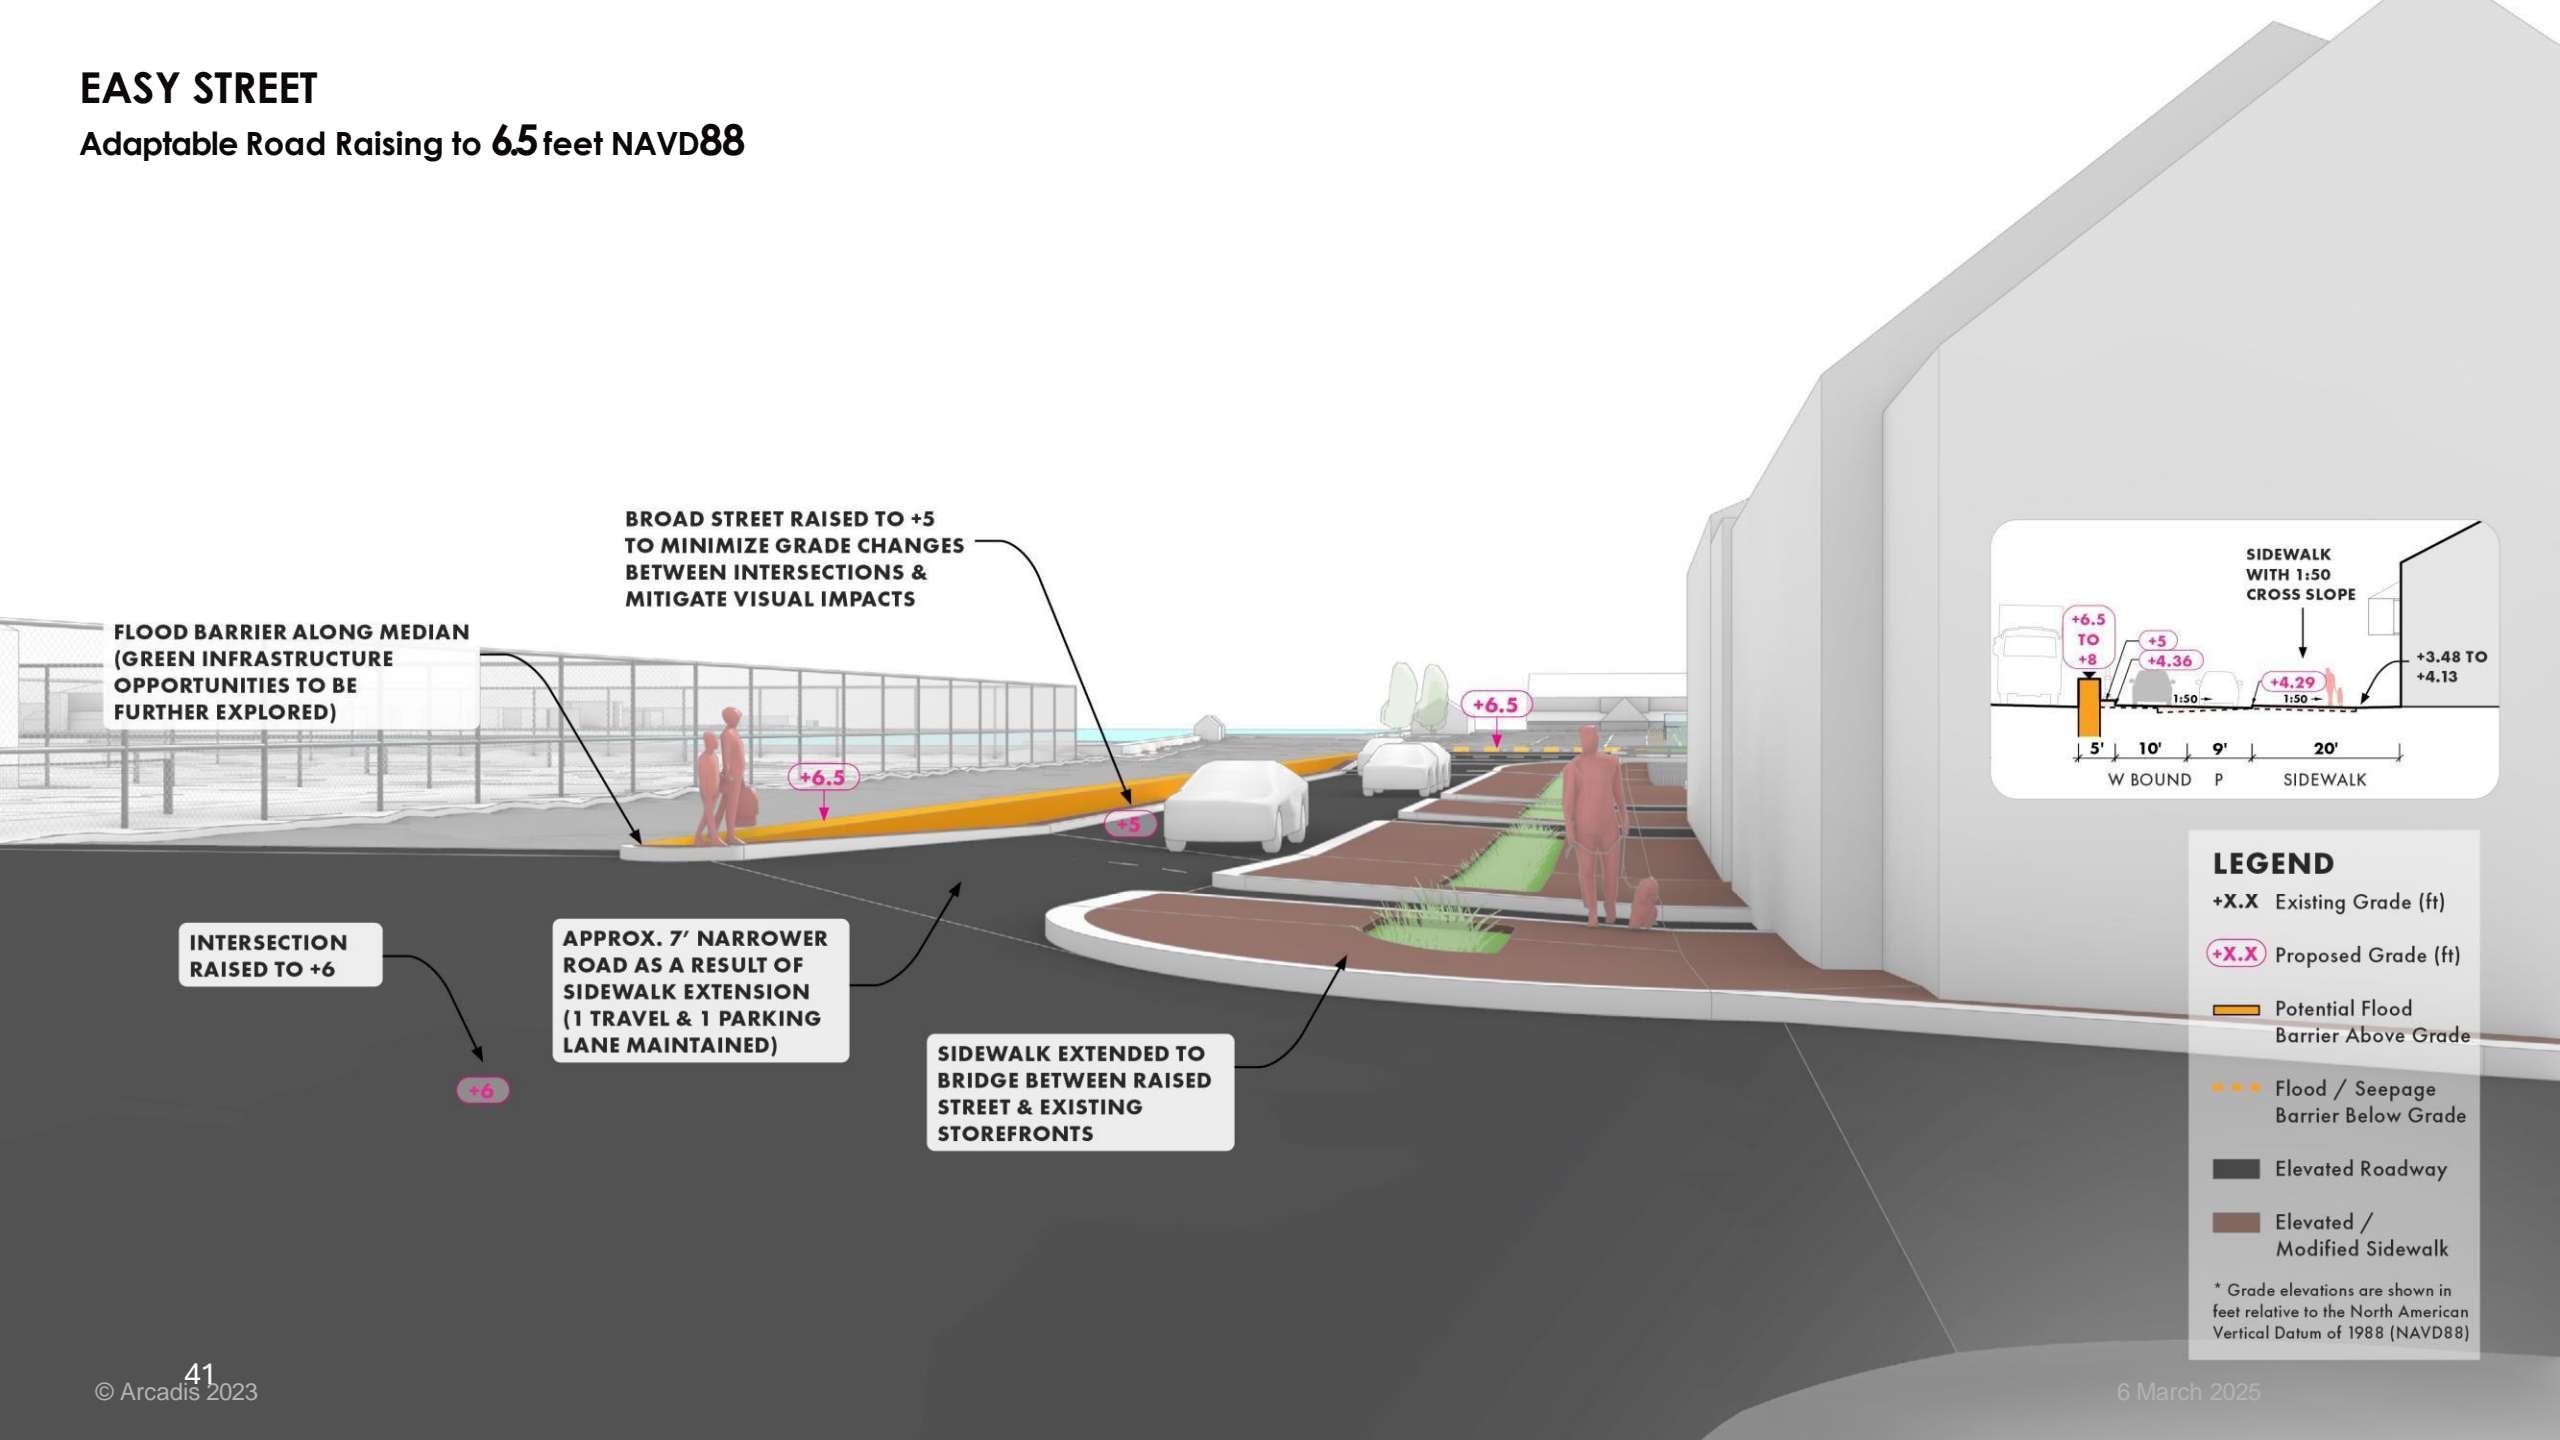 EASY STREET
Adaptable Road Raising to 6.5 feet NAVD88
BROAD STREET RAISED TO +5
TO MINIMIZE GRADE CHANGES
BETWEEN INTERSECTIONS &
MITIGATE VISUAL IMPACTS
FLOOD BARRIER ALONG MEDIAN
(GREEN INFRASTRUCTURE
OPPORTUNITIES TO BE
FURTHER EXPLORED)
+6.5
+6.5
+5
INTERSECTION
RAISED TO +6
+6
APPROX. 7' NARROWER
ROAD AS A RESULT OF
SIDEWALK EXTENSION
(1 TRAVEL & 1 PARKING
LANE MAINTAINED)
SIDEWALK EXTENDED TO
BRIDGE BETWEEN RAISED
STREET & EXISTING
STOREFRONTS
SIDEWALK
WITH 1:50
CROSS SLOPE
+6.5
TO
+8
+5
+4.36
+4.29
+3.48 TO
+4.13
1:50
1:50
5' 10' 9' 20'
W BOUND P SIDEWALK
LEGEND
+X.X Existing Grade (ft)
+X.X Proposed Grade (ft)
Potential Flood
Barrier Above Grade
Flood / Seepage
Barrier Below Grade
Elevated Roadway
Elevated /
Modified Sidewalk
* Grade elevations are shown in
feet relative to the North American
Vertical Datum of 1988 (NAVD88)
41
© Arcadis 2023
6 March 2025